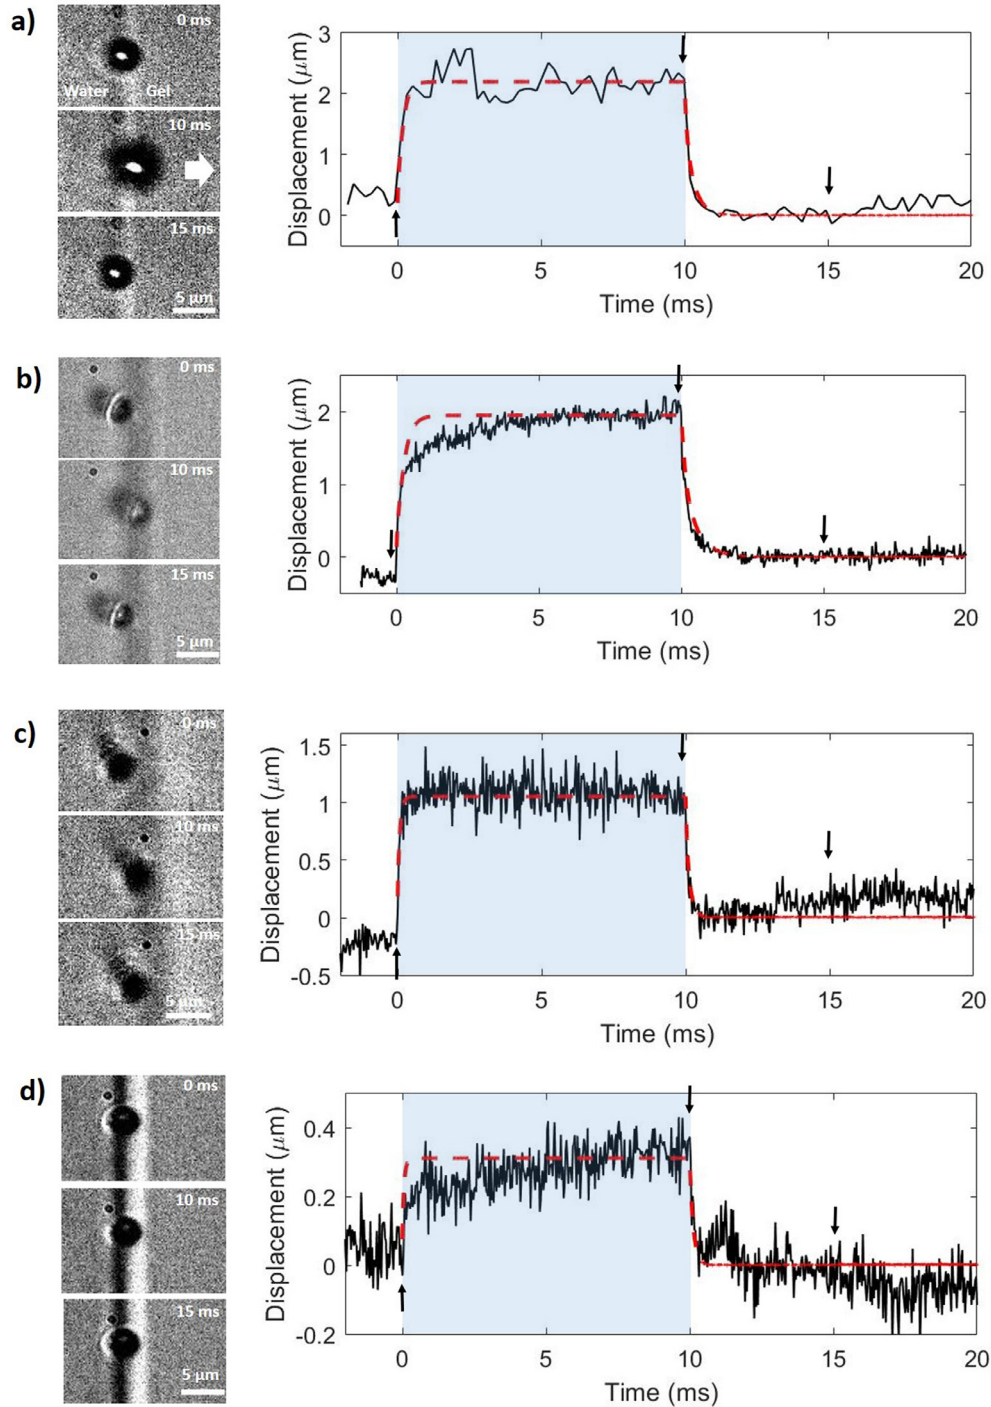 a)
0 ms
Water
Gel
10 ms
15 ms
5 µm
Displacement (μm)
3
2
1
0
0
5
10
15
20
Time (ms)
b)
0 ms
10 ms
15 ms
5 µm
Displacement (μm)
2
1
0
0
5
10
15
20
Time (ms)
c)
0 ms
10 ms
15 ms
5 µm
Displacement (μm)
1.5
1
0.5
0
-0.5
0
5
10
15
20
Time (ms)
d)
0 ms
10 ms
15 ms
5 µm
Displacement (μm)
0.4
0.2
0
-0.2
0
5
10
15
20
Time (ms)